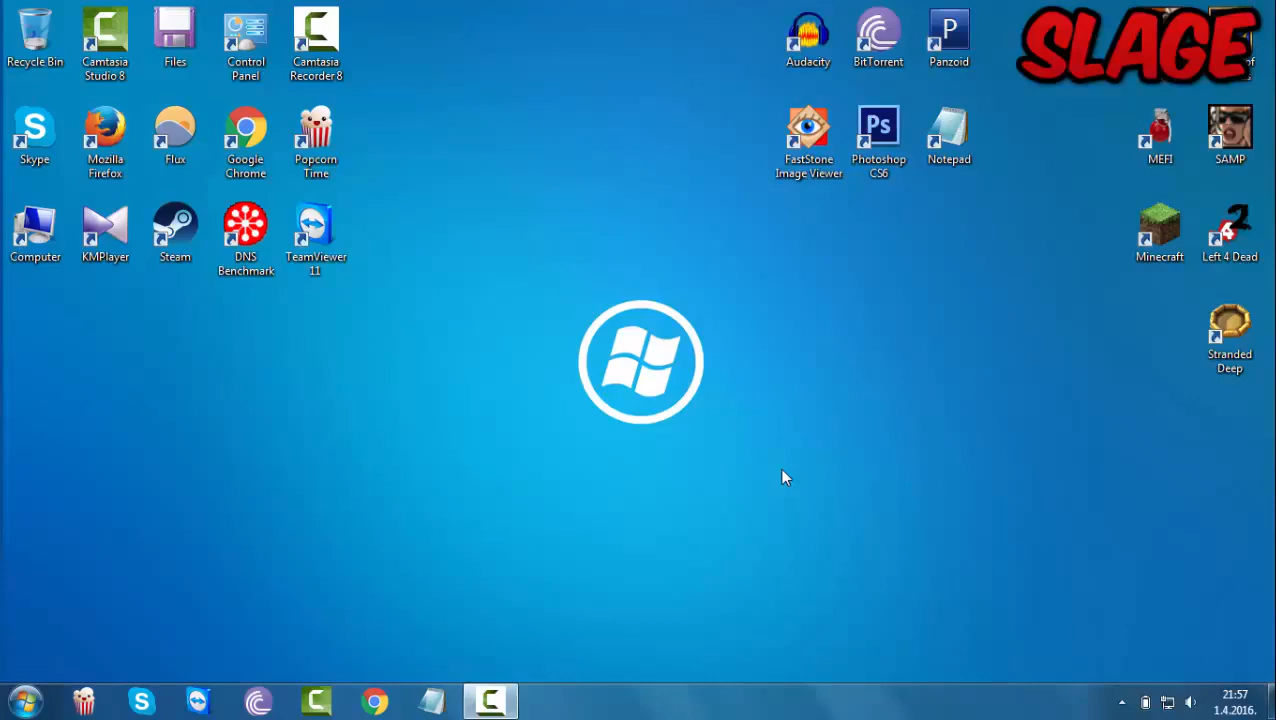 SLAGE
Recycle Bin
Camtasia
Studio 8
Files
Control
Panel
Camtasia
Recorder 8
Audacity
BitTorrent
P
Panzoid
of
S
Skype
Mozilla
Firefox
Flux
Google
Chrome
Popcorn
Time
FastStone
Image Viewer
Ps
Photoshop
CS6
Notepad
MEFI
SAMP
Computer
KMPlayer
Steam
DNS
Benchmark
TeamViewer
11
Minecraft
Left 4 Dead
Stranded
Deep
21:57
1.4.2016.